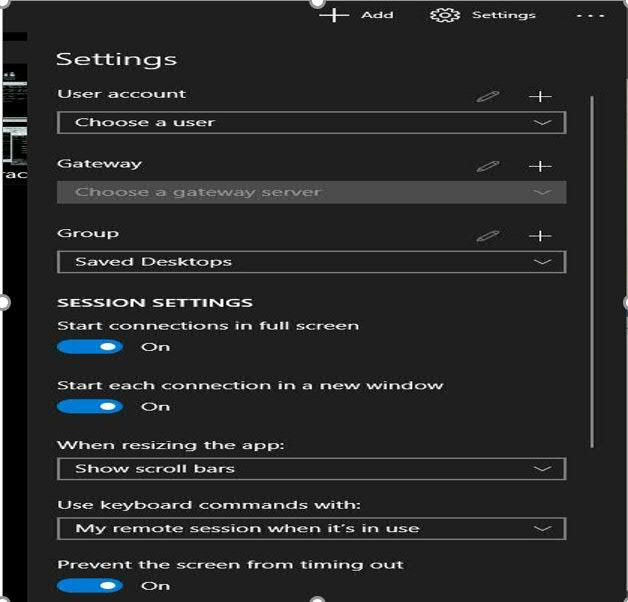 Add Settings ...
Settings
User account
Choose a user
Gateway
Choose a gateway server
rac
Group
Saved Desktops
SESSION SETTINGS
Start connections in full screen
On
Start each connection in a new window
On
When resizing the app:
Show scroll bars
Use keyboard commands with:
My remote session when it's in use
Prevent the screen from timing out
On